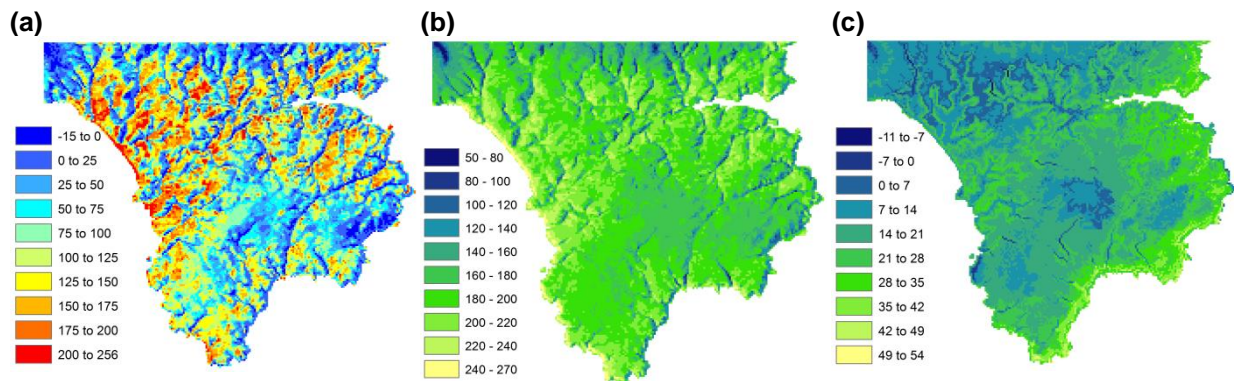 (a)
-15 to 0
0 to 25
25 to 50
50 to 75
75 to 100
100 to 125
125 to 150
150 to 175
175 to 200
200 to 256
(b)
50 - 80
80 - 100
100 - 120
120 - 140
140 - 160
160 - 180
180 - 200
200 - 220
220 - 240
240 - 270
(c)
-11 to -7
-7 to 0
0 to 7
7 to 14
14 to 21
21 to 28
28 to 35
35 to 42
42 to 49
49 to 54